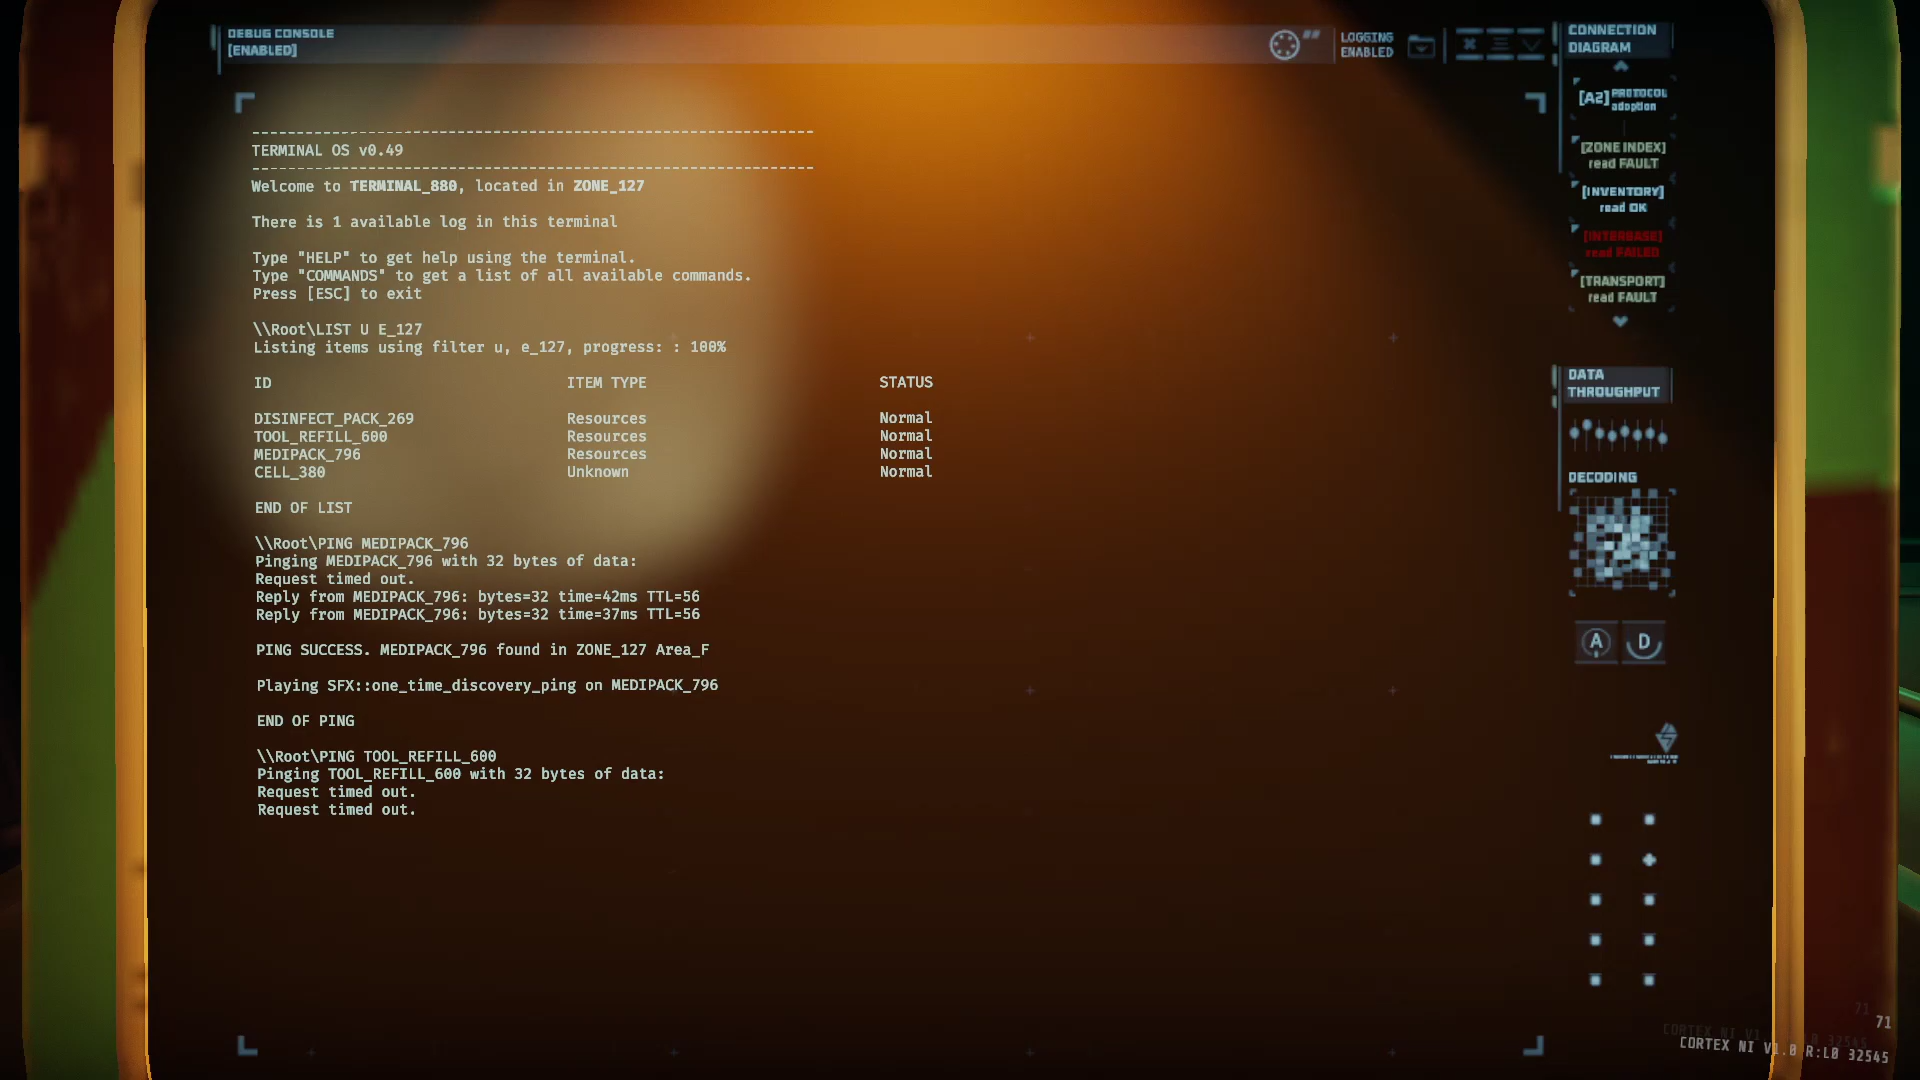 DEBUG CONSOLE
[ENABLED]
LOGGING
ENABLED
CONNECTION
DIAGRAM
[A2] PROTOCOL
adoption
[ZONE INDEX]
read FAULT
[INVENTORY]
read OK
[INTERBASE]
read FAILED
[TRANSPORT]
read FAULT
DATA
THROUGHPUT
DECODING
A D
---------------------------------------------------------------
TERMINAL OS v0.49
---------------------------------------------------------------
Welcome to TERMINAL_880, located in ZONE_127
There is 1 available log in this terminal
Type "HELP" to get help using the terminal.
Type "COMMANDS" to get a list of all available commands.
Press [ESC] to exit
\\Root\LIST U E_127
Listing items using filter u, e_127, progress: : 100%
ID ITEM TYPE STATUS
DISINFECT_PACK_269 Resources Normal
TOOL_REFILL_600 Resources Normal
MEDIPACK_796 Resources Normal
CELL_380 Unknown Normal
END OF LIST
\\Root\PING MEDIPACK_796
Pinging MEDIPACK_796 with 32 bytes of data:
Request timed out.
Reply from MEDIPACK_796: bytes=32 time=42ms TTL=56
Reply from MEDIPACK_796: bytes=32 time=37ms TTL=56
PING SUCCESS. MEDIPACK_796 found in ZONE_127 Area_F
Playing SFX::one_time_discovery_ping on MEDIPACK_796
END OF PING
\\Root\PING TOOL_REFILL_600
Pinging TOOL_REFILL_600 with 32 bytes of data:
Request timed out.
Request timed out.
71
CORTEX NI V1.0 R:L0 32545